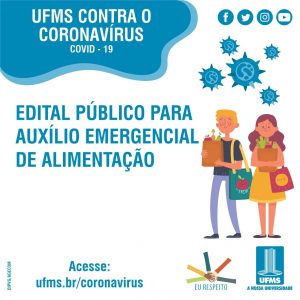 UFMS CONTRA O
CORONAVÍRUS
COVID - 19
EDITAL PÚBLICO PARA
AUXÍLIO EMERGENCIAL
DE ALIMENTAÇÃO
Acesse:
ufms.br/coronavirus
EU RESPEITO
UFMS
A NOSSA UNIVERSIDADE